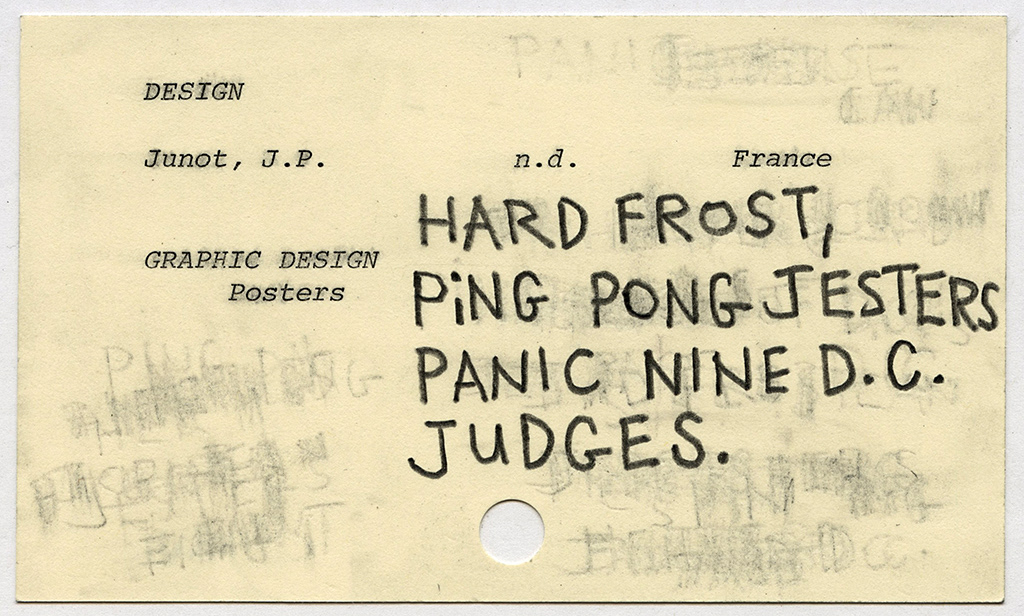 DESIGN
Junot, J.P. n.d. France
GRAPHIC DESIGN
Posters
HARD FROST,
PiNG PONG JESTERS
PANIC NINE D.C.
JUDGES.